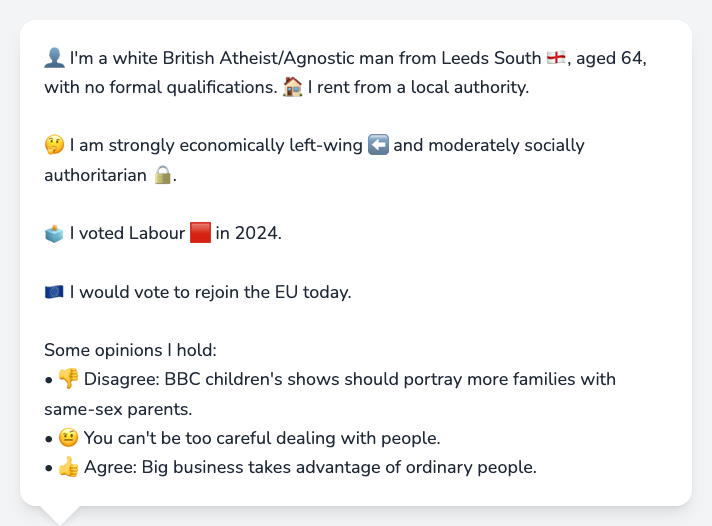 👤 I'm a white British Atheist/Agnostic man from Leeds South 🏴󠁧󠁢󠁥󠁮󠁧󠁿, aged 64,
with no formal qualifications. 🏠 I rent from a local authority.
🤔 I am strongly economically left-wing ⬅️ and moderately socially
authoritarian 🔒.
🗳️ I voted Labour 🟥 in 2024.
🇪🇺 I would vote to rejoin the EU today.
Some opinions I hold:
• 👎 Disagree: BBC children's shows should portray more families with
same-sex parents.
• 🤨 You can't be too careful dealing with people.
• 👍 Agree: Big business takes advantage of ordinary people.